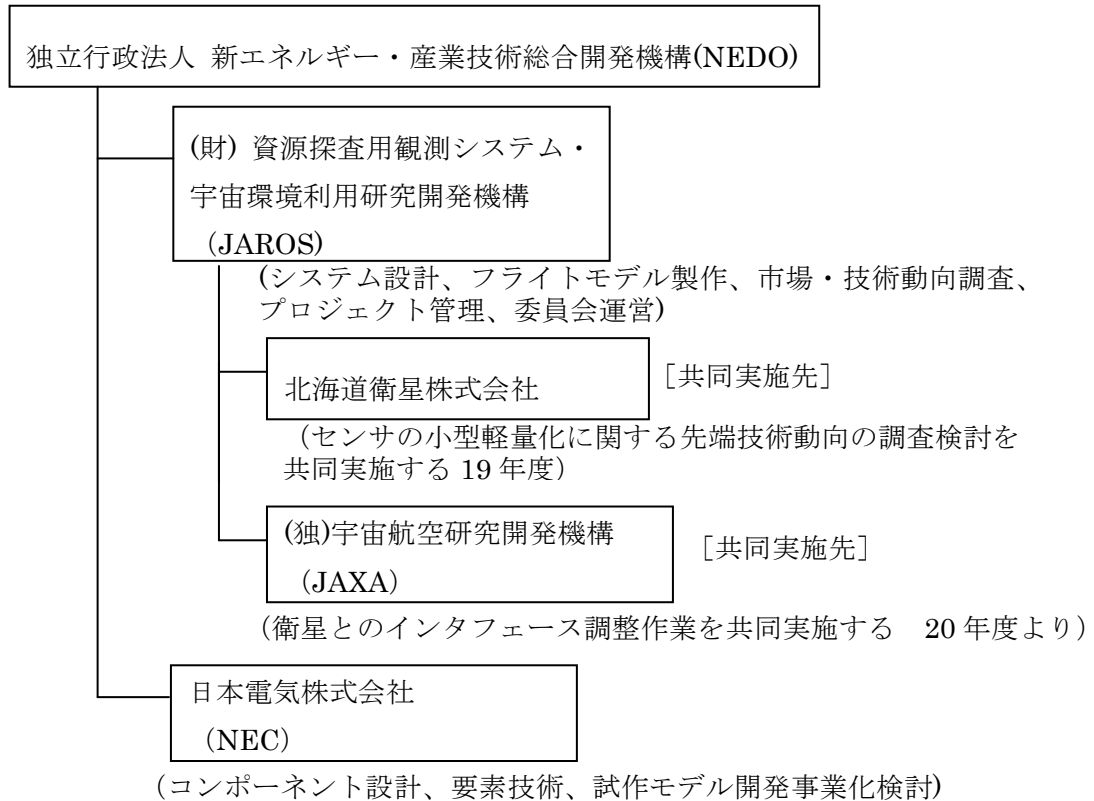 独立行政法人 新エネルギー・産業技術総合開発機構(NEDO)
(財) 資源探査用観測システム・
宇宙環境利用研究開発機構
（JAROS)
(システム設計、フライトモデル製作、市場・技術動向調査、
プロジェクト管理、委員会運営)
北海道衛星株式会社
［共同実施先］
（センサの小型軽量化に関する先端技術動向の調査検討を
共同実施する 19 年度）
(独)宇宙航空研究開発機構
（JAXA）
［共同実施先］
（衛星とのインタフェース調整作業を共同実施する　20 年度より）
日本電気株式会社
（NEC）
(コンポーネント設計、要素技術、試作モデル開発事業化検討)